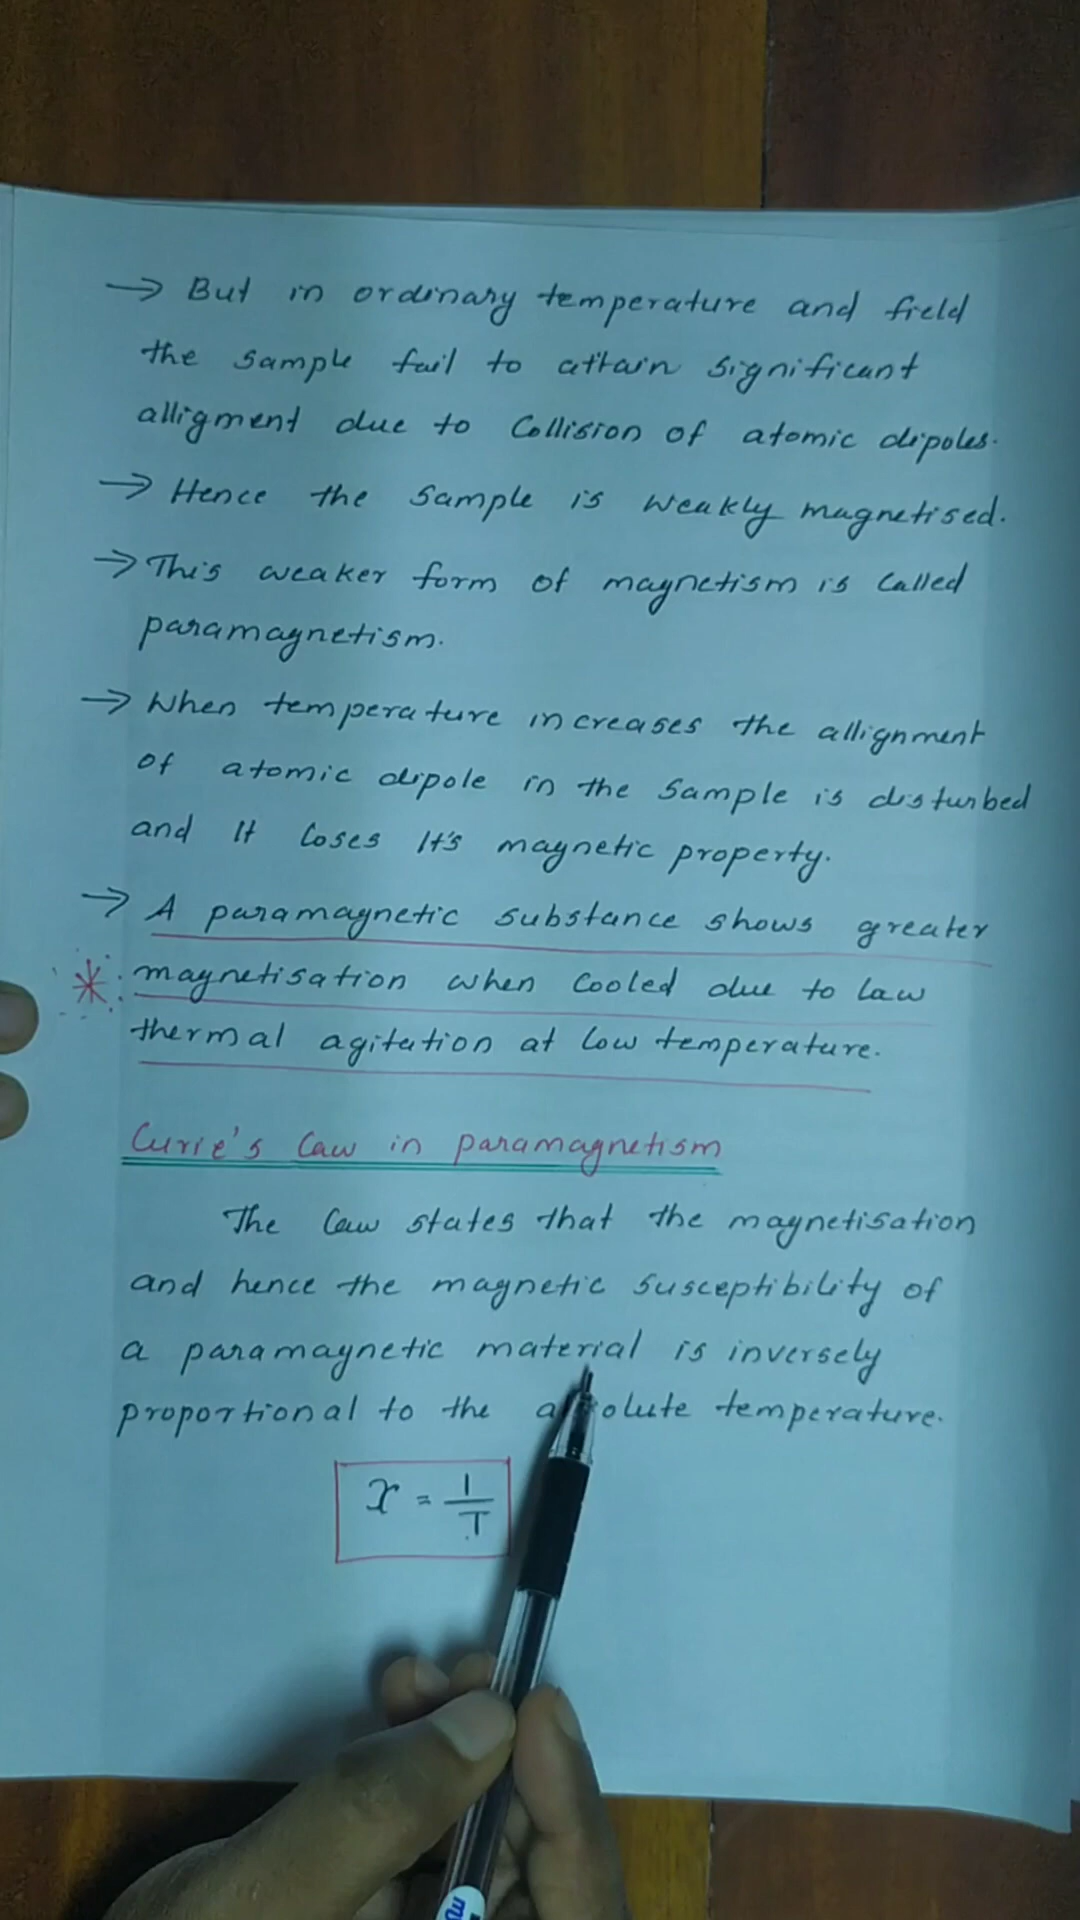 → But in ordinary temperature and field
the sample fail to attain significant
alligment due to Collision of atomic dipoles.
→ Hence the sample is weakly magnetised.
→ This weaker form of magnetism is called
paramagnetism.
→ When temperature increases the allignment
of atomic dipole in the sample is disturbed
and It loses It's magnetic property.
→ A paramagnetic substance shows greater
* magnetisation when cooled due to law
thermal agitation at low temperature.
Curie's law in paramagnetism
The law states that the magnetisation
and hence the magnetic susceptibility of
a paramagnetic material is inversely
proportional to the absolute temperature.
χ = 1/T